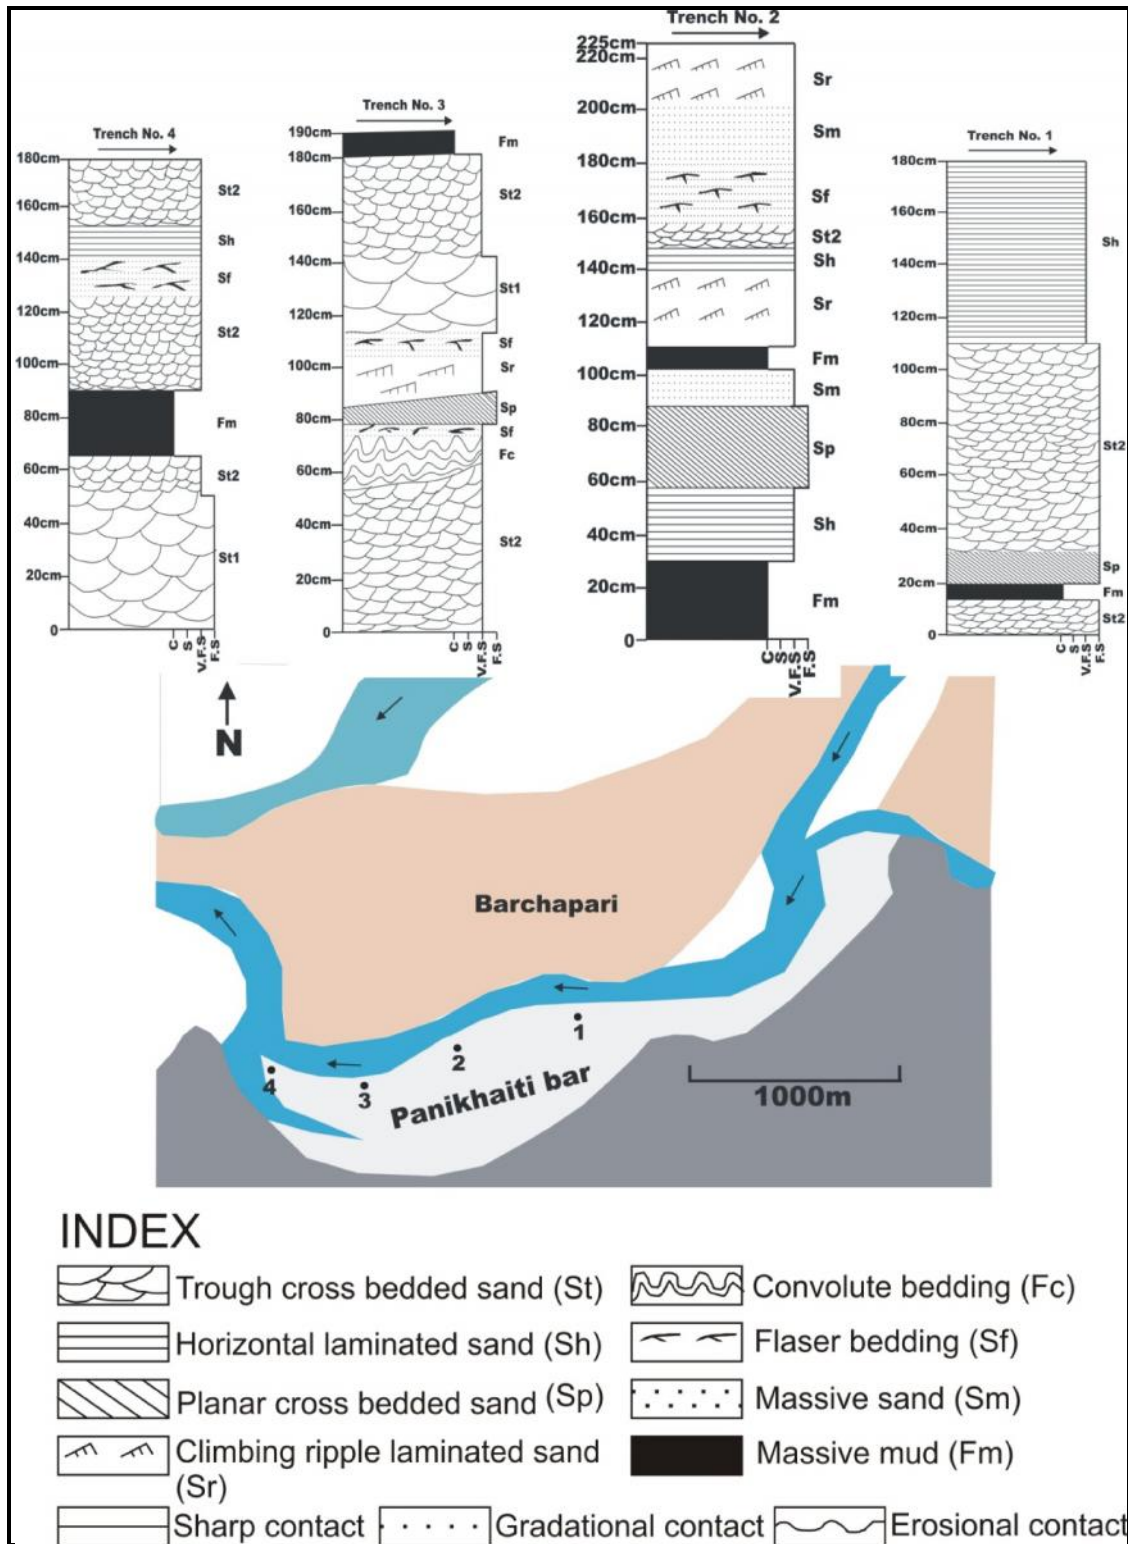 Trench No. 4
180cm
160cm
140cm
120cm
100cm
80cm
60cm
40cm
20cm
0
St2
Sh
Sf
St2
Fm
St2
St1
C
S
V.F.S
F.S
Trench No. 3
190cm
180cm
160cm
140cm
120cm
100cm
80cm
60cm
40cm
20cm
0
Fm
St2
St1
Sf
Sr
Sp
Sf
Fc
St2
C
S
V.F.S
F.S
Trench No. 2
225cm
220cm
200cm
180cm
160cm
140cm
120cm
100cm
80cm
60cm
40cm
20cm
0
Sr
Sm
Sf
St2
Sh
Sr
Fm
Sm
Sp
Sh
Fm
C
S
V.F.S
F.S
Trench No. 1
180cm
160cm
140cm
120cm
100cm
80cm
60cm
40cm
20cm
0
Sh
St2
Sp
Fm
St2
C
S
V.F.S
F.S
N
Barchapari
1
2
3
4
Panikhaiti bar
1000m
INDEX
Trough cross bedded sand (St)
Horizontal laminated sand (Sh)
Planar cross bedded sand (Sp)
Climbing ripple laminated sand
(Sr)
Convolute bedding (Fc)
Flaser bedding (Sf)
Massive sand (Sm)
Massive mud (Fm)
Sharp contact
Gradational contact
Erosional contact